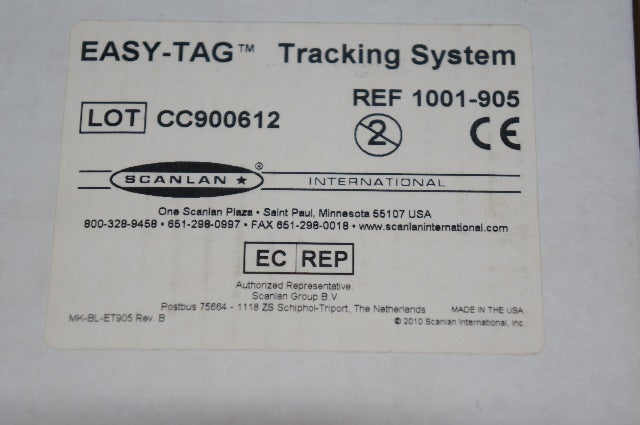 EASY-TAG™ Tracking System
REF 1001-905
LOT CC900612
2 CE
SCANLAN ★ ® INTERNATIONAL
One Scanlan Plaza • Saint Paul, Minnesota 55107 USA
800-328-9458 • 651-298-0997 • FAX 651-298-0018 • www.scanlaninternational.com
EC REP
Authorized Representative:
Scanlan Group B.V
Postbus 75664 - 1118 ZS Schiphol-Triport, The Netherlands
MADE IN THE USA
MK-BL-ET905 Rev. B
© 2010 Scanlan International, Inc